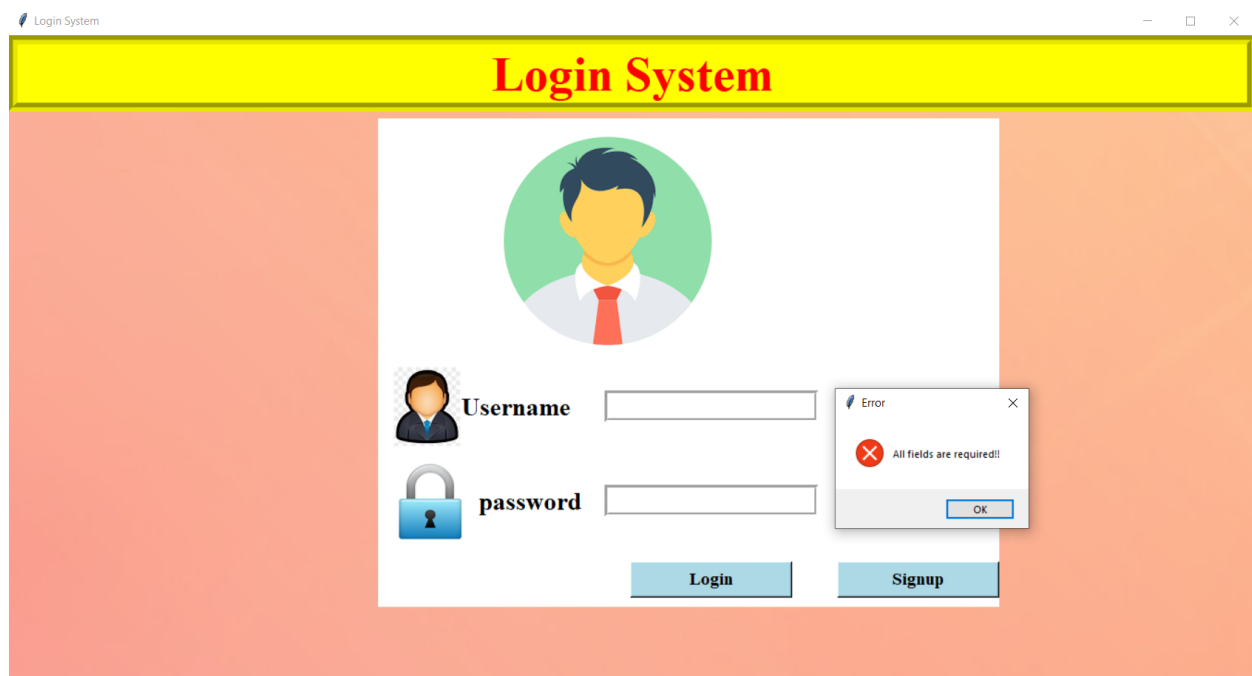 Login System
Login System
Username
Error
All fields are required!!
OK
password
Login
Signup